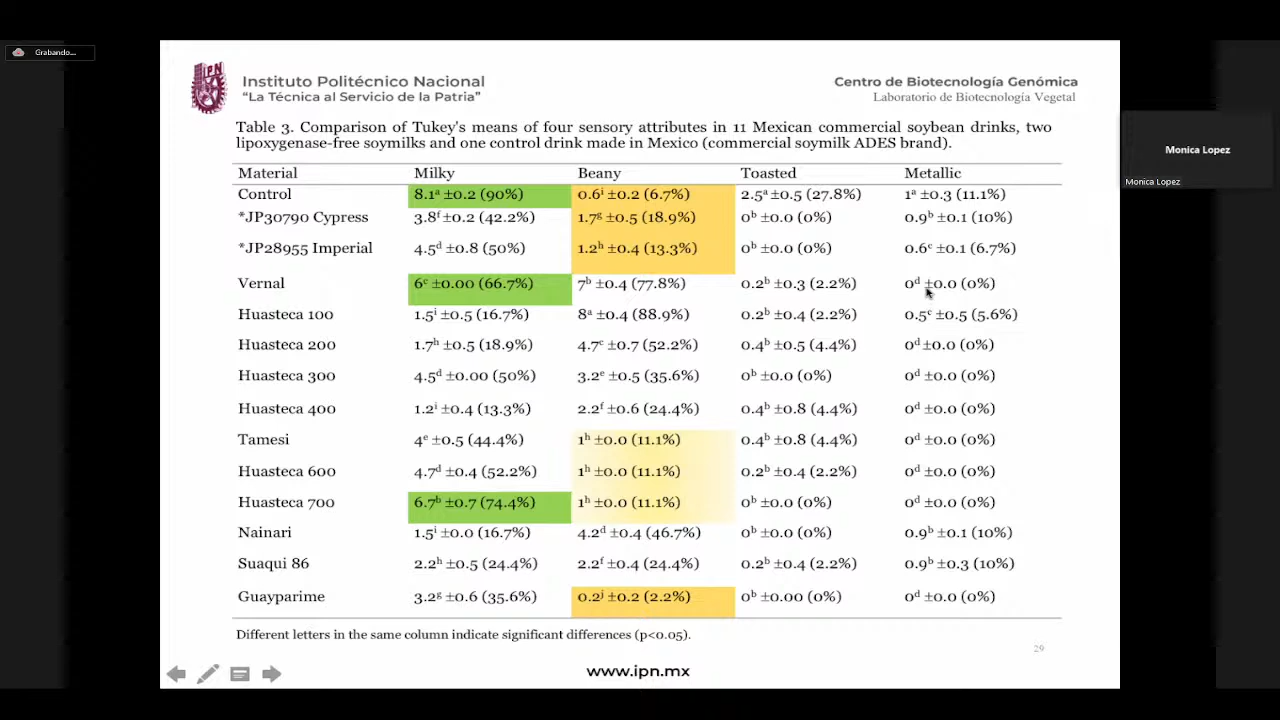 Grabando...
IPN
Instituto Politécnico Nacional
"La Técnica al Servicio de la Patria"
Centro de Biotecnología Genómica
Laboratorio de Biotecnología Vegetal
Monica Lopez
Monica Lopez
Table 3. Comparison of Tukey's means of four sensory attributes in 11 Mexican commercial soybean drinks, two
lipoxygenase-free soymilks and one control drink made in Mexico (commercial soymilk ADES brand).
Material Milky Beany Toasted Metallic
Control 8.1ᵃ ±0.2 (90%) 0.6ⁱ ±0.2 (6.7%) 2.5ᵃ ±0.5 (27.8%) 1ᵃ ±0.3 (11.1%)
*JP30790 Cypress 3.8ᶠ ±0.2 (42.2%) 1.7ᵍ ±0.5 (18.9%) 0ᵇ ±0.0 (0%) 0.9ᵇ ±0.1 (10%)
*JP28955 Imperial 4.5ᵈ ±0.8 (50%) 1.2ʰ ±0.4 (13.3%) 0ᵇ ±0.0 (0%) 0.6ᶜ ±0.1 (6.7%)
Vernal 6ᶜ ±0.00 (66.7%) 7ᵇ ±0.4 (77.8%) 0.2ᵇ ±0.3 (2.2%) 0ᵈ ±0.0 (0%)
Huasteca 100 1.5ⁱ ±0.5 (16.7%) 8ᵃ ±0.4 (88.9%) 0.2ᵇ ±0.4 (2.2%) 0.5ᶜ ±0.5 (5.6%)
Huasteca 200 1.7ʰ ±0.5 (18.9%) 4.7ᶜ ±0.7 (52.2%) 0.4ᵇ ±0.5 (4.4%) 0ᵈ ±0.0 (0%)
Huasteca 300 4.5ᵈ ±0.00 (50%) 3.2ᵉ ±0.5 (35.6%) 0ᵇ ±0.0 (0%) 0ᵈ ±0.0 (0%)
Huasteca 400 1.2ⁱ ±0.4 (13.3%) 2.2ᶠ ±0.6 (24.4%) 0.4ᵇ ±0.8 (4.4%) 0ᵈ ±0.0 (0%)
Tamesi 4ᵉ ±0.5 (44.4%) 1ʰ ±0.0 (11.1%) 0.4ᵇ ±0.8 (4.4%) 0ᵈ ±0.0 (0%)
Huasteca 600 4.7ᵈ ±0.4 (52.2%) 1ʰ ±0.0 (11.1%) 0.2ᵇ ±0.4 (2.2%) 0ᵈ ±0.0 (0%)
Huasteca 700 6.7ᵇ ±0.7 (74.4%) 1ʰ ±0.0 (11.1%) 0ᵇ ±0.0 (0%) 0ᵈ ±0.0 (0%)
Nainari 1.5ⁱ ±0.0 (16.7%) 4.2ᵈ ±0.4 (46.7%) 0ᵇ ±0.0 (0%) 0.9ᵇ ±0.1 (10%)
Suaqui 86 2.2ʰ ±0.5 (24.4%) 2.2ᶠ ±0.4 (24.4%) 0.2ᵇ ±0.4 (2.2%) 0.9ᵇ ±0.3 (10%)
Guayparime 3.2ᵍ ±0.6 (35.6%) 0.2ʲ ±0.2 (2.2%) 0ᵇ ±0.00 (0%) 0ᵈ ±0.0 (0%)
Different letters in the same column indicate significant differences (p<0.05).
29
www.ipn.mx